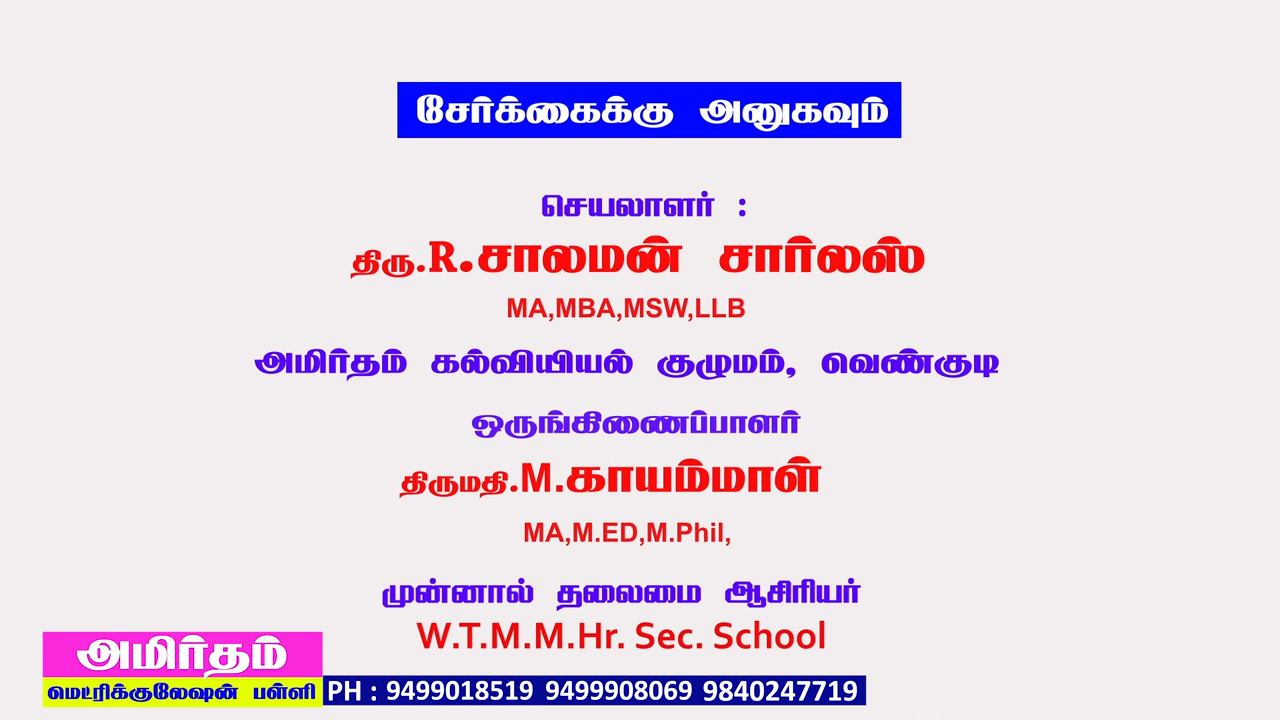 சேர்க்கைக்கு அனுகவும்
செயலாளர் :
திரு.R.சாலமன் சார்லஸ்
MA,MBA,MSW,LLB
அமிர்தம் கல்வியியல் குழுமம், வெண்குடி
ஒருங்கிணைப்பாளர்
திருமதி.M.காயம்மாள்
MA,M.ED,M.Phil,
முன்னால் தலைமை ஆசிரியர்
W.T.M.M.Hr. Sec. School
அமிர்தம்
மெட்ரிக்குலேஷன் பள்ளி
PH : 9499018519 9499908069 9840247719